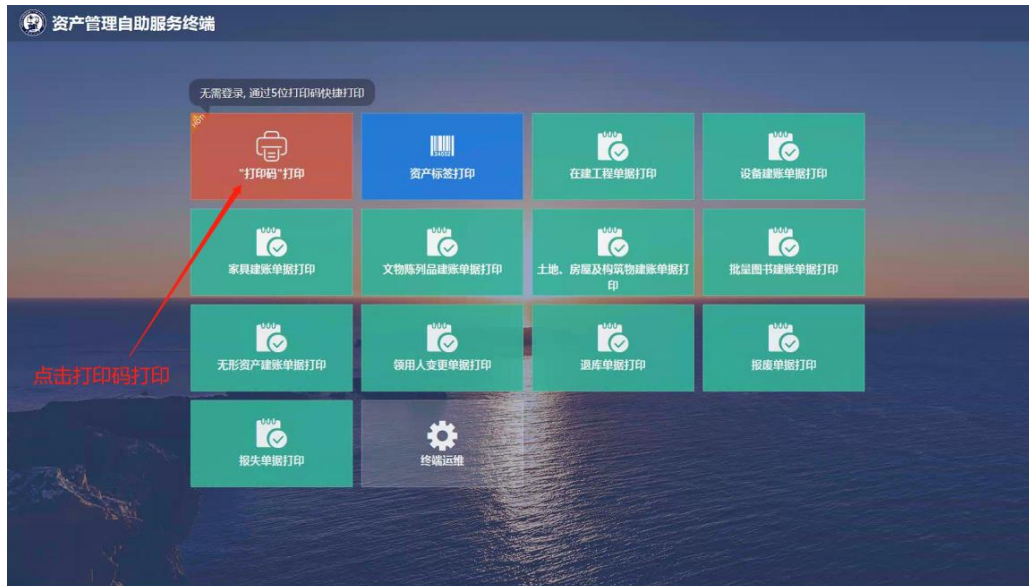 资产管理自助服务终端
无需登录, 通过5位打印码快捷打印
HOT
"打印码"打印
资产标签打印
在建工程单据打印
设备建账单据打印
家具建账单据打印
文物陈列品建账单据打印
土地、房屋及构筑物建账单据打
印
批量图书建账单据打印
无形资产建账单据打印
领用人变更单据打印
退库单据打印
报废单据打印
点击打印码打印
报失单据打印
终端运维